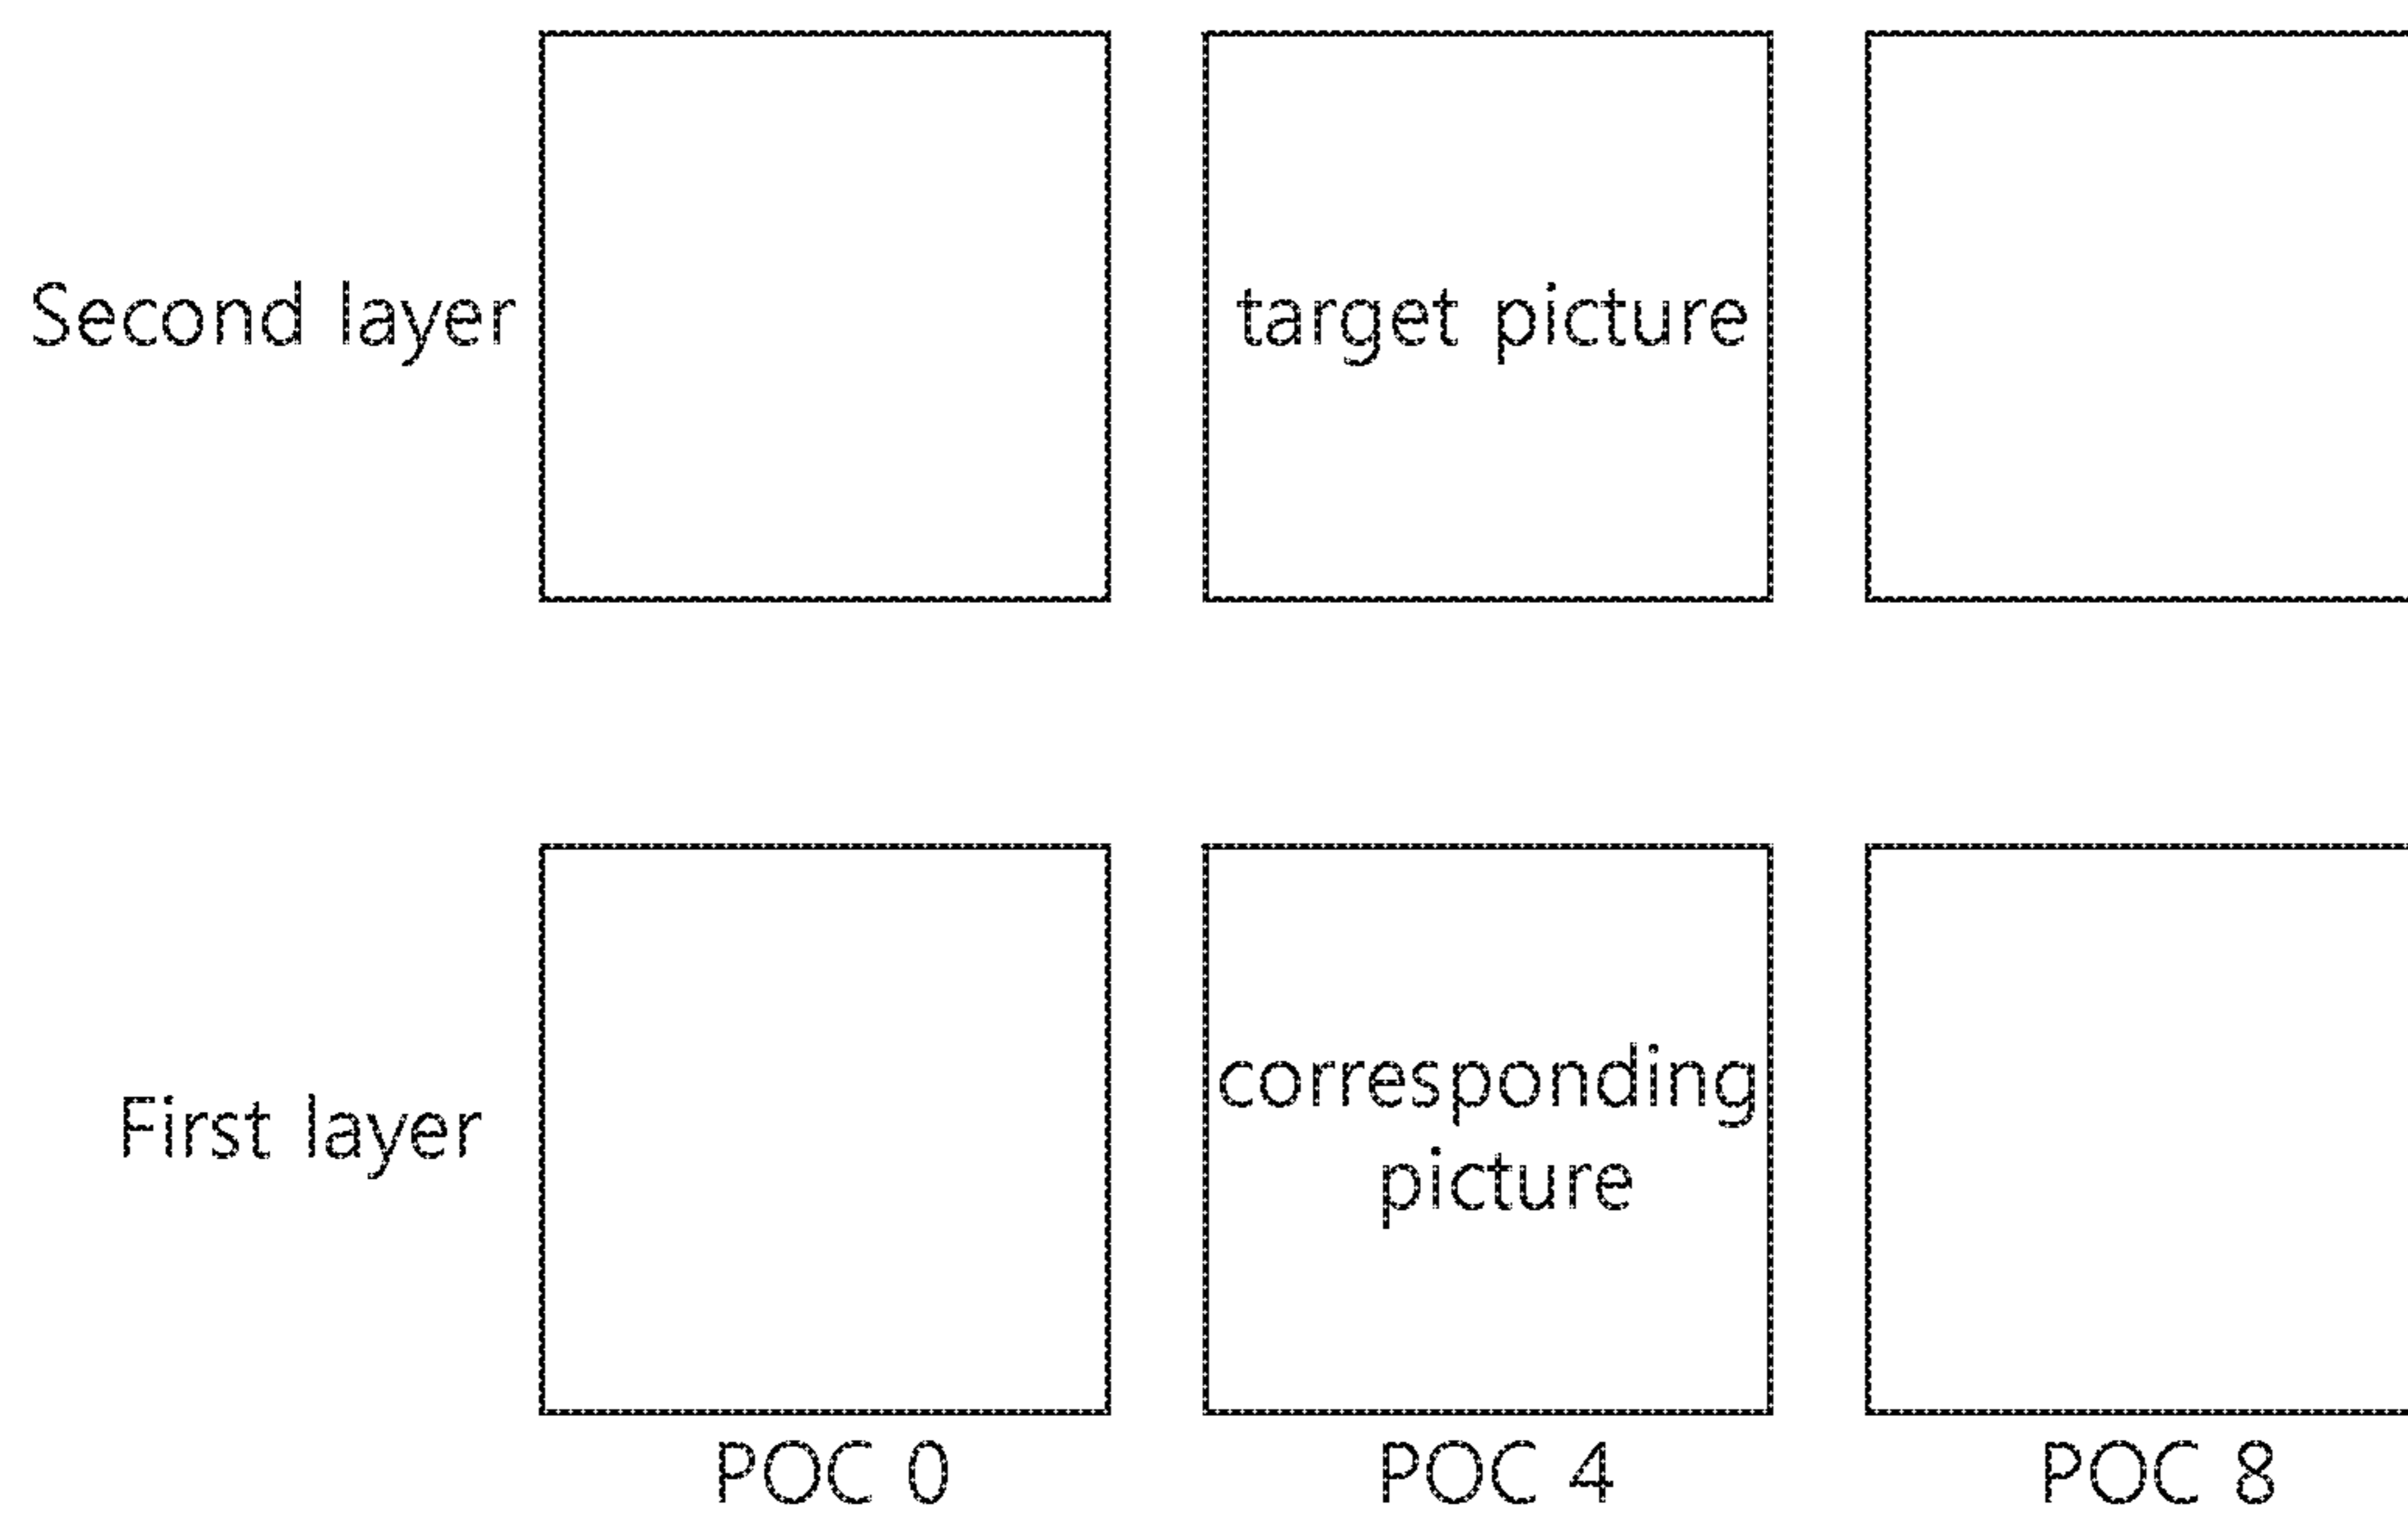 Second layer
target picture
First layer
corresponding
picture
POC 0
POC 4
POC 8